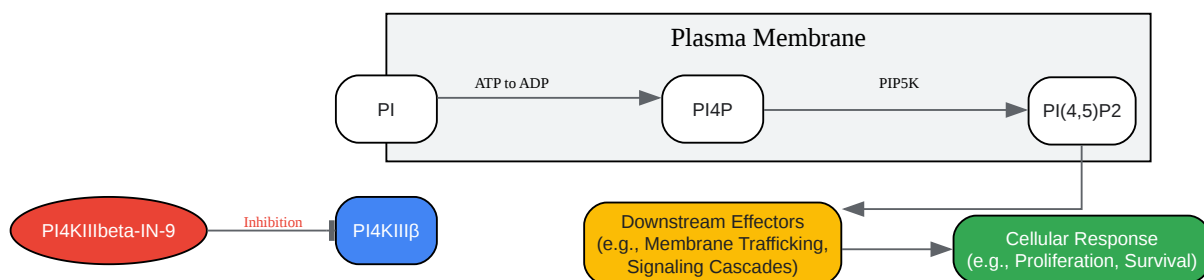 Plasma Membrane
PI
ATP to ADP
PI4P
PIP5K
PI(4,5)P2
PI4KIIIbeta-IN-9
Inhibition
PI4KIIIβ
Downstream Effectors
(e.g., Membrane Trafficking,
Signaling Cascades)
Cellular Response
(e.g., Proliferation, Survival)